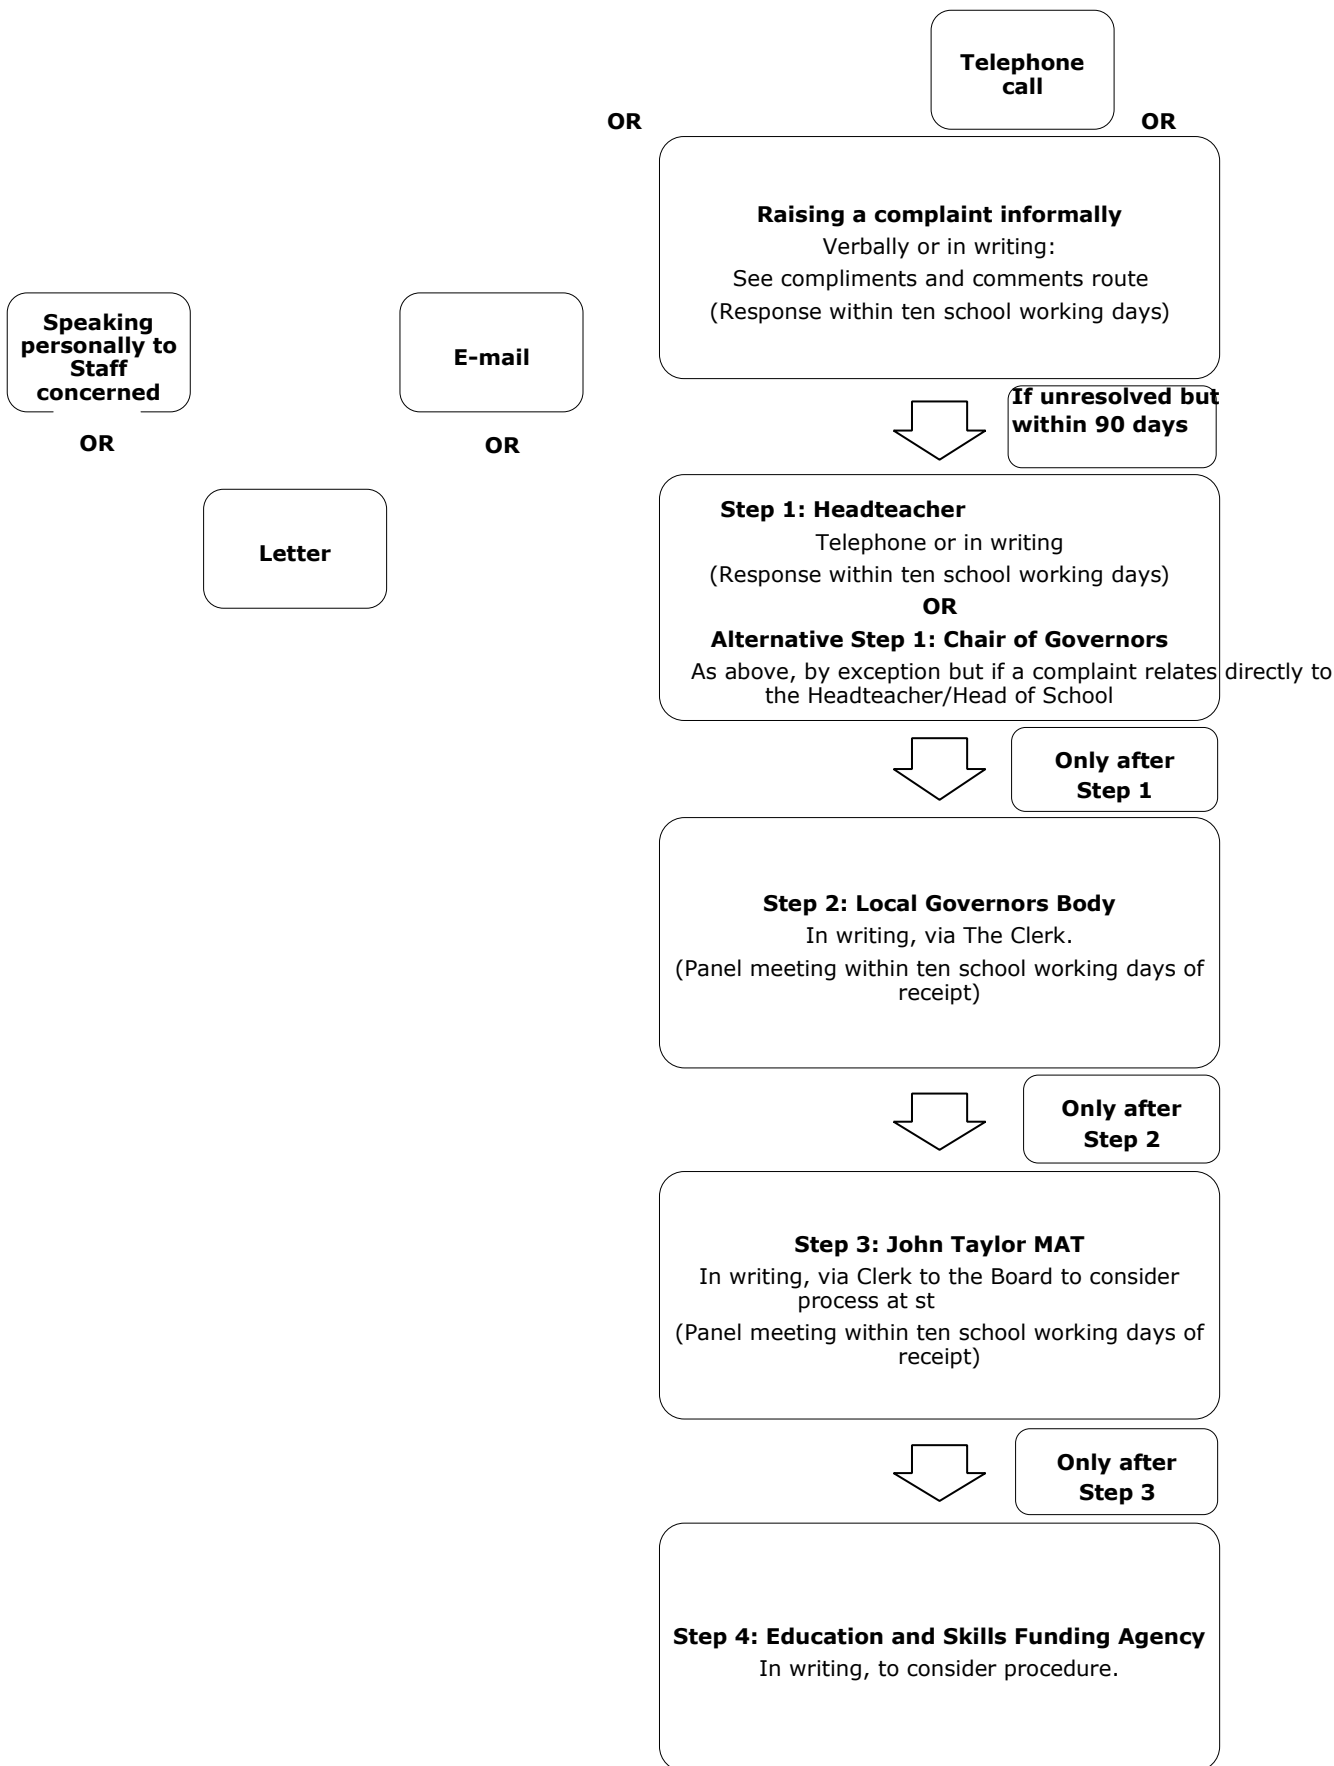 Telephone
call
OR
OR
Raising a complaint informally
Verbally or in writing:
See compliments and comments route
(Response within ten school working days)
Speaking
personally to
Staff
concerned
E-mail
If unresolved but
within 90 days
OR
OR
Letter
Step 1: Headteacher
Telephone or in writing
(Response within ten school working days)
OR
Alternative Step 1: Chair of Governors
As above, by exception but if a complaint relates directly to
the Headteacher/Head of School
Only after
Step 1
Step 2: Local Governors Body
In writing, via The Clerk.
(Panel meeting within ten school working days of
receipt)
Only after
Step 2
Step 3: John Taylor MAT
In writing, via Clerk to the Board to consider
process at st
(Panel meeting within ten school working days of
receipt)
Only after
Step 3
Step 4: Education and Skills Funding Agency
In writing, to consider procedure.